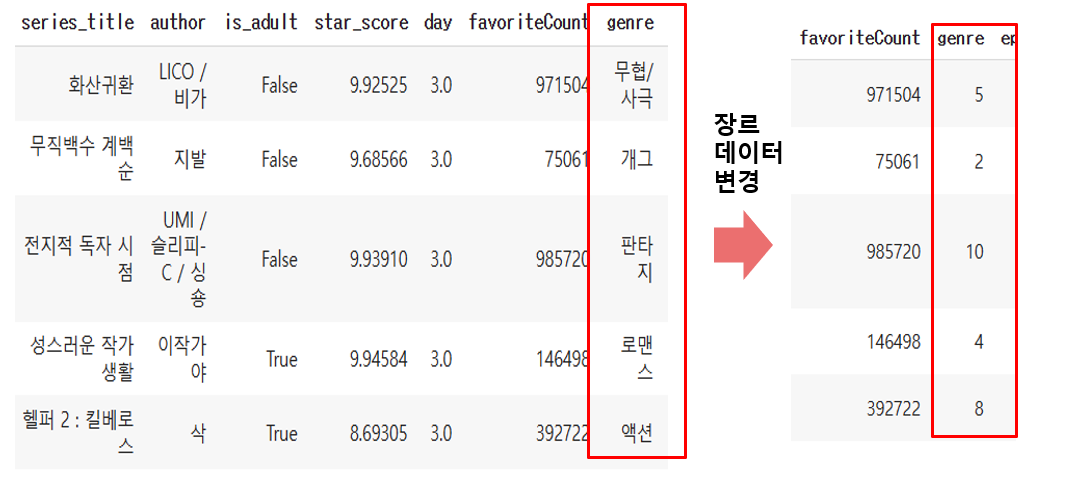 series_title author is_adult star_score day favoriteCount genre
화산귀환 LICO / 비가 False 9.92525 3.0 971504 무협/ 사극
무직백수 계백 순 지발 False 9.68566 3.0 75061 개그
전지적 독자 시 점 UMI / 슬리피- C / 싱 숑 False 9.93910 3.0 985720 판타 지
성스러운 작가 생활 이작가 야 True 9.94584 3.0 146498 로맨 스
헬퍼 2 : 킬베로 스 삭 True 8.69305 3.0 392722 액션
장르
데이터
변경
favoriteCount genre
971504 5
75061 2
985720 10
146498 4
392722 8